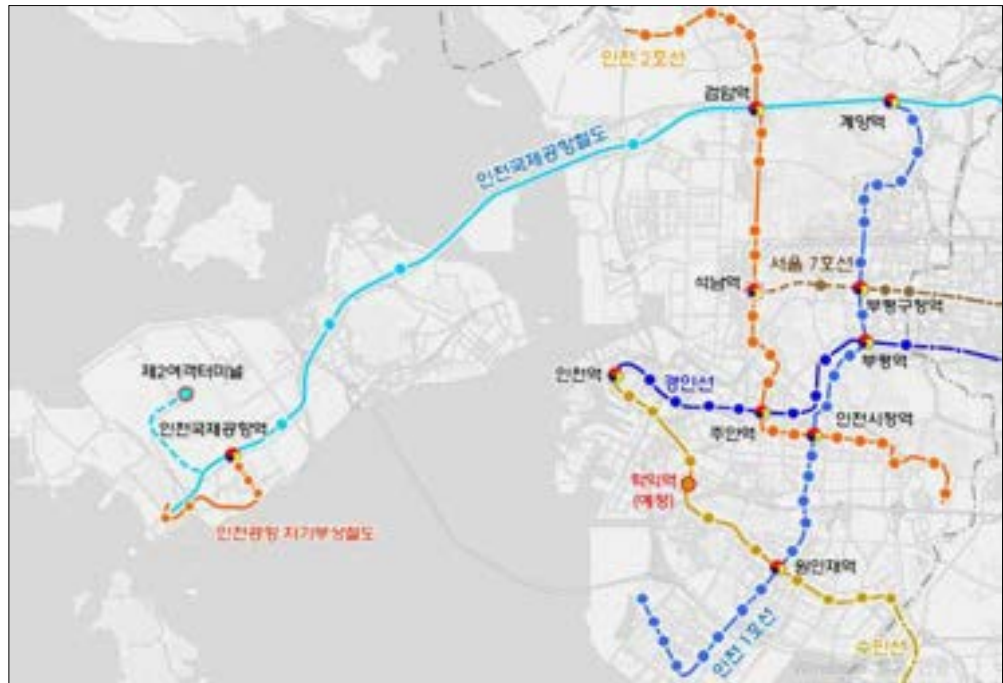 인천 2호선
검암역
계양역
인천국제공항철도
서울 7호선
석남역
부평구청역
부평역
제2여객터미널
인천역
경인선
인천국제공항역
주안역
인천시청역
학익역
(예정)
인천공항 자기부상철도
원인재역
인천 1호선
수인선